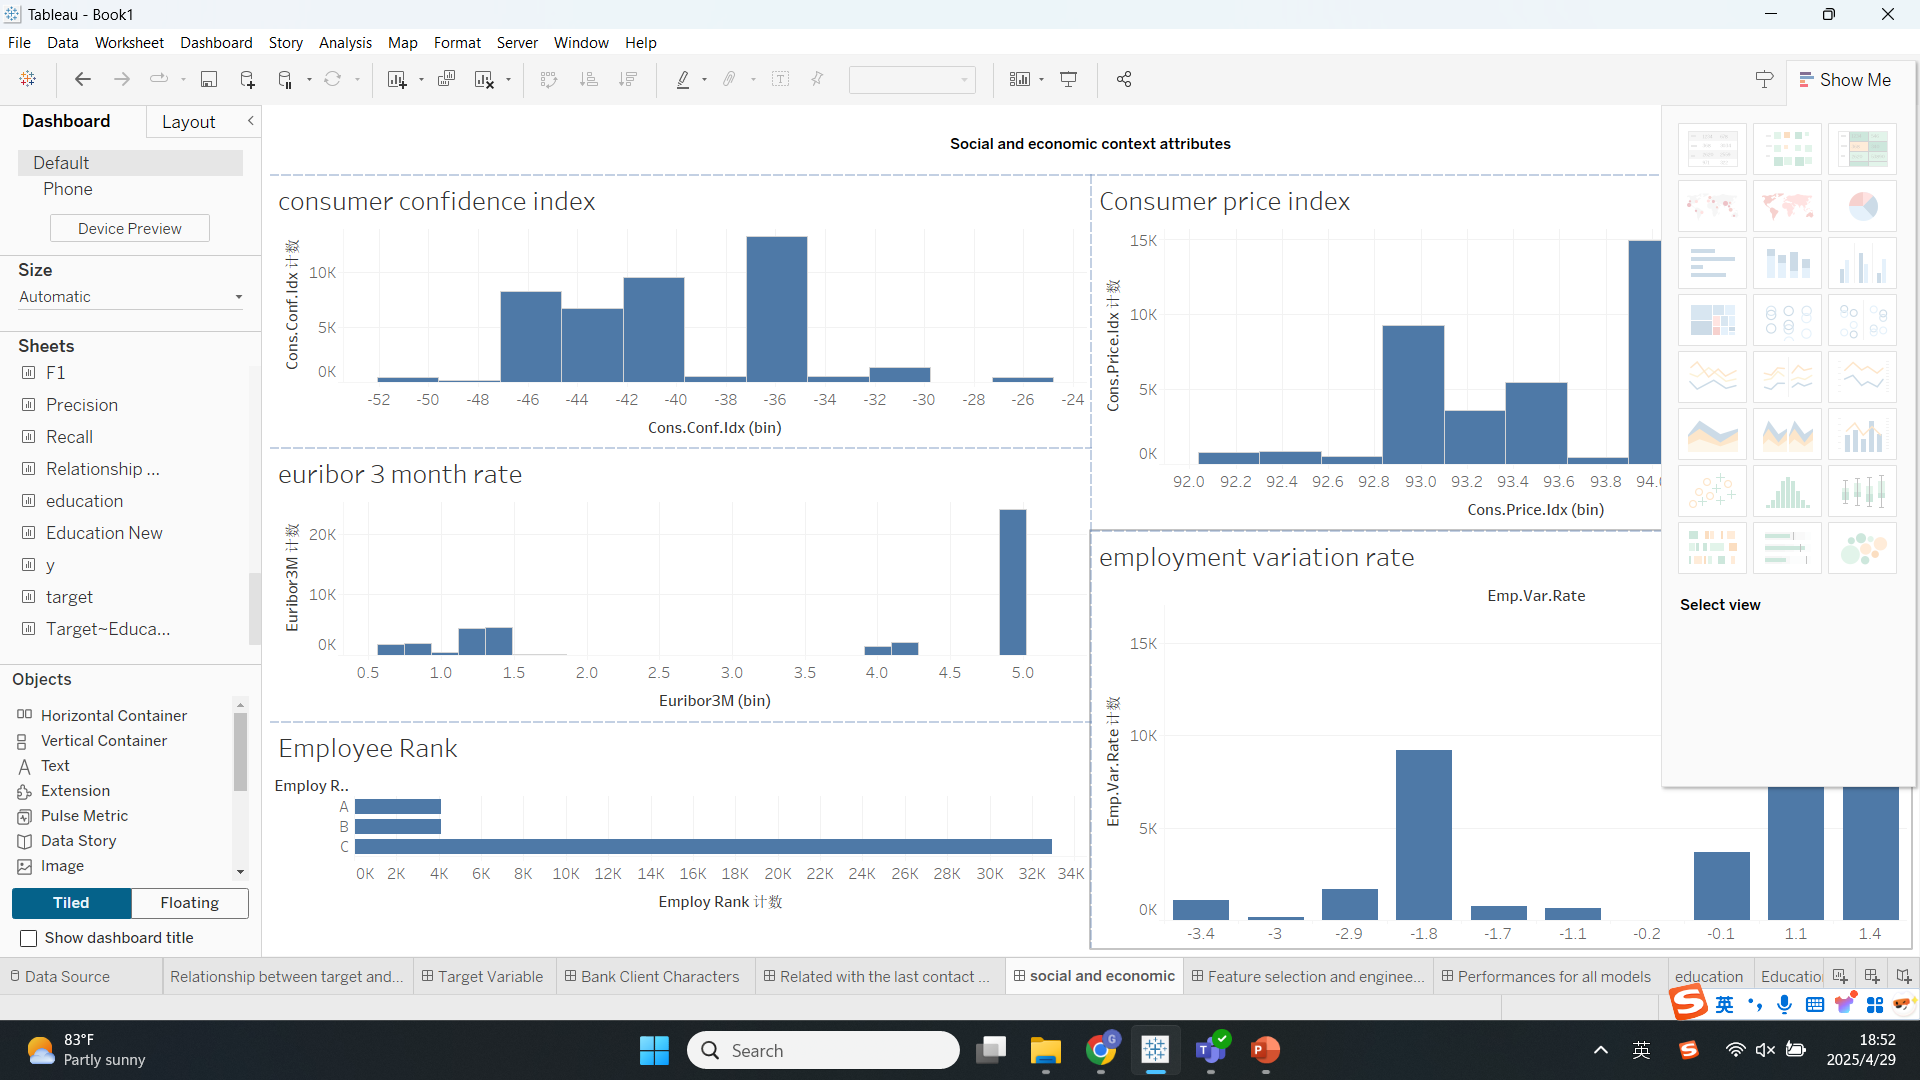 Tableau - Book1
File Data Worksheet Dashboard Story Analysis Map Format Server Window Help
Show Me
Dashboard
Layout
Default
Phone
Device Preview
Size
Automatic
Sheets
F1
Precision
Recall
Relationship ...
education
Education New
y
target
Target~Educa...
Objects
Horizontal Container
Vertical Container
Text
Extension
Pulse Metric
Data Story
Image
Tiled
Floating
Show dashboard title
Social and economic context attributes
consumer confidence index
Cons.Conf.Idx 计数
10K
5K
0K
-52 -50 -48 -46 -44 -42 -40 -38 -36 -34 -32 -30 -28 -26 -24
Cons.Conf.Idx (bin)
euribor 3 month rate
Euribor3M 计数
20K
10K
0K
0.5 1.0 1.5 2.0 2.5 3.0 3.5 4.0 4.5 5.0
Euribor3M (bin)
Employee Rank
Employ R..
A
B
C
0K 2K 4K 6K 8K 10K 12K 14K 16K 18K 20K 22K 24K 26K 28K 30K 32K 34K
Employ Rank 计数
Consumer price index
Cons.Price.Idx 计数
15K
10K
5K
0K
92.0 92.2 92.4 92.6 92.8 93.0 93.2 93.4 93.6 93.8 94.0
Cons.Price.Idx (bin)
employment variation rate
Emp.Var.Rate
Emp.Var.Rate 计数
15K
10K
5K
0K
-3.4 -3 -2.9 -1.8 -1.7 -1.1 -0.2 -0.1 1.1 1.4
Select view
Data Source
Relationship between target and...
Target Variable
Bank Client Characters
Related with the last contact ...
social and economic
Feature selection and enginee...
Performances for all models
education
Educatio
英
83°F
Partly sunny
Search
英
18:52
2025/4/29